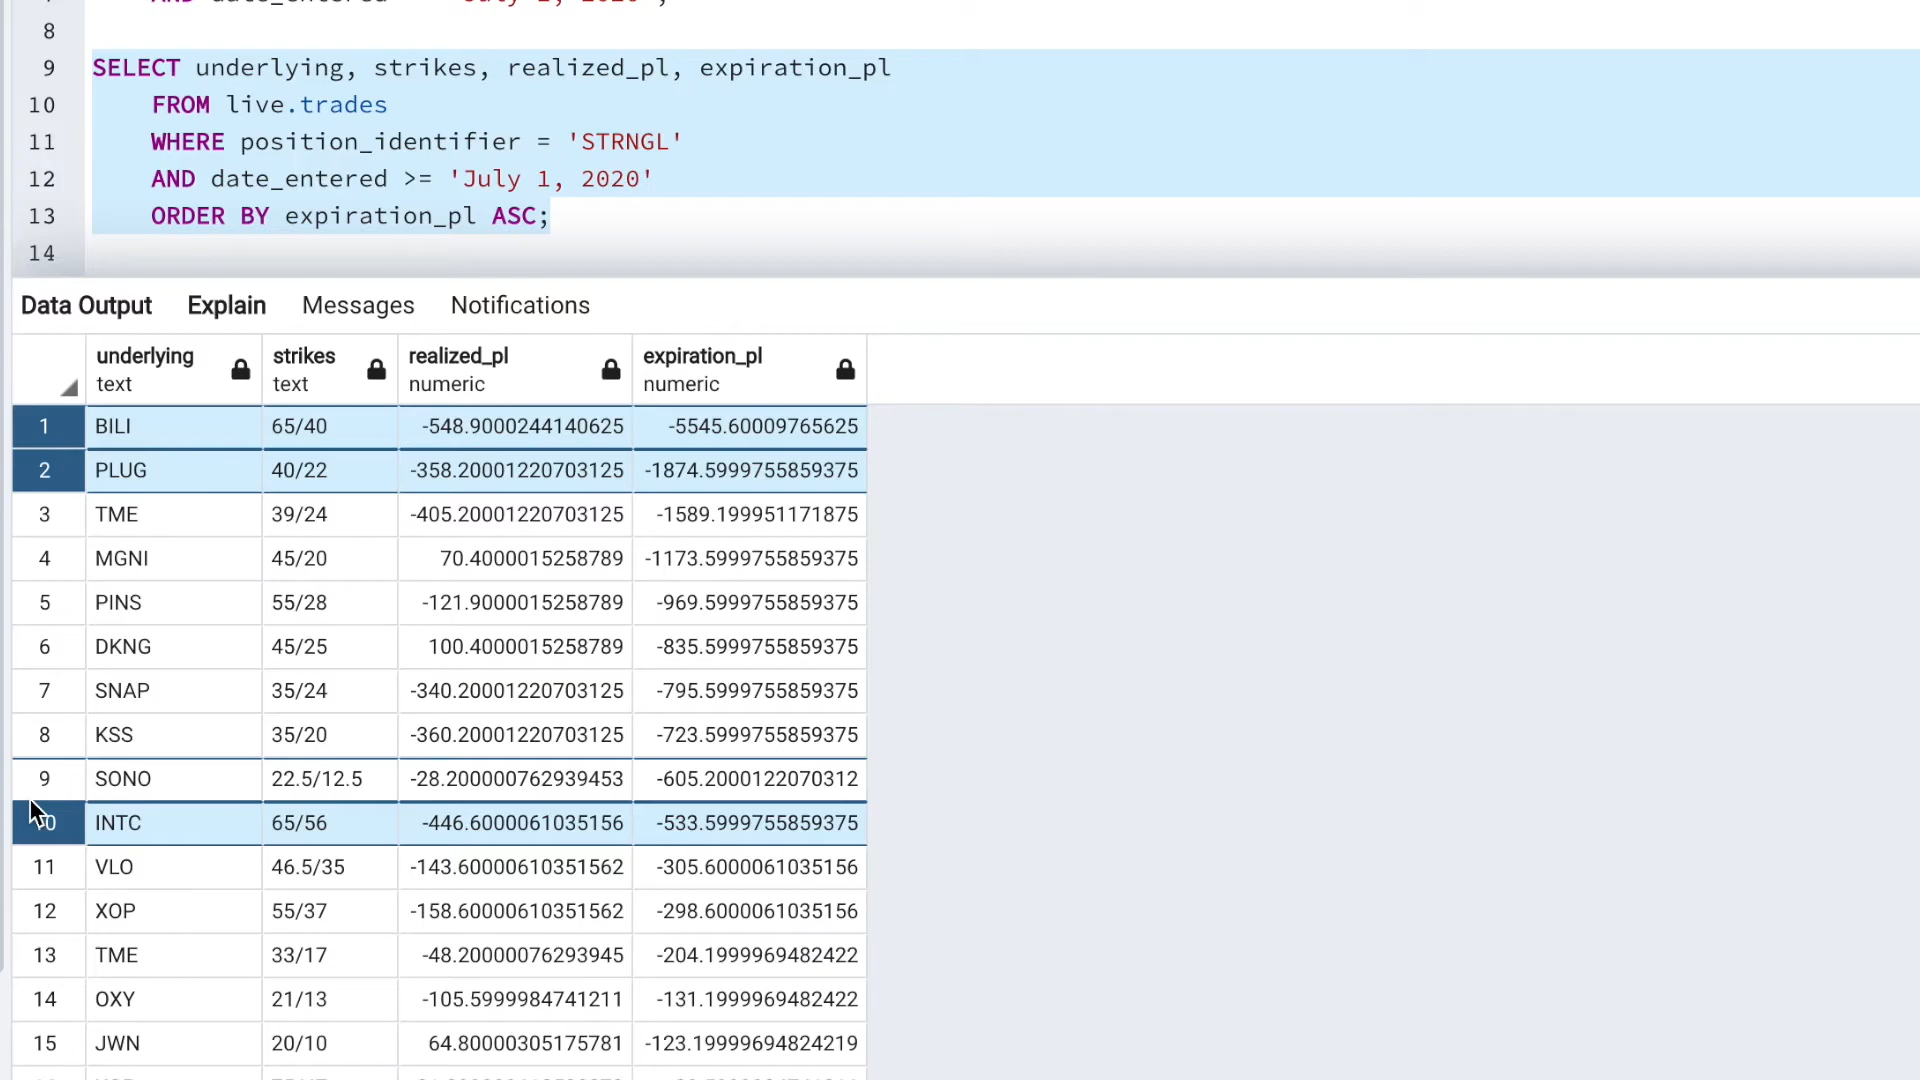 7 AND date_entered 'July 1, 2020';
8
9 SELECT underlying, strikes, realized_pl, expiration_pl
10 FROM live.trades
11 WHERE position_identifier = 'STRNGL'
12 AND date_entered >= 'July 1, 2020'
13 ORDER BY expiration_pl ASC;
14
Data Output Explain Messages Notifications
underlying strikes realized_pl expiration_pl
text text numeric numeric
1 BILI 65/40 -548.9000244140625 -5545.60009765625
2 PLUG 40/22 -358.20001220703125 -1874.5999755859375
3 TME 39/24 -405.20001220703125 -1589.199951171875
4 MGNI 45/20 70.4000015258789 -1173.5999755859375
5 PINS 55/28 -121.9000015258789 -969.5999755859375
6 DKNG 45/25 100.4000015258789 -835.5999755859375
7 SNAP 35/24 -340.20001220703125 -795.5999755859375
8 KSS 35/20 -360.20001220703125 -723.5999755859375
9 SONO 22.5/12.5 -28.200000762939453 -605.2000122070312
10 INTC 65/56 -446.6000061035156 -533.5999755859375
11 VLO 46.5/35 -143.60000610351562 -305.6000061035156
12 XOP 55/37 -158.60000610351562 -298.6000061035156
13 TME 33/17 -48.20000076293945 -204.1999969482422
14 OXY 21/13 -105.5999984741211 -131.1999969482422
15 JWN 20/10 64.80000305175781 -123.19999694824219